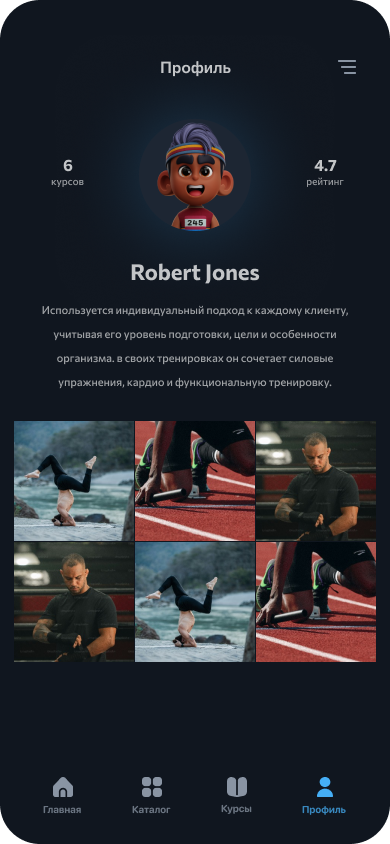 Профиль
6
курсов
245
4.7
рейтинг
Robert Jones
Используется индивидуальный подход к каждому клиенту,
учитывая его уровень подготовки, цели и особенности
организма. в своих тренировках он сочетает силовые
упражнения, кардио и функциональную тренировку.
Главная
Каталог
Курсы
Профиль